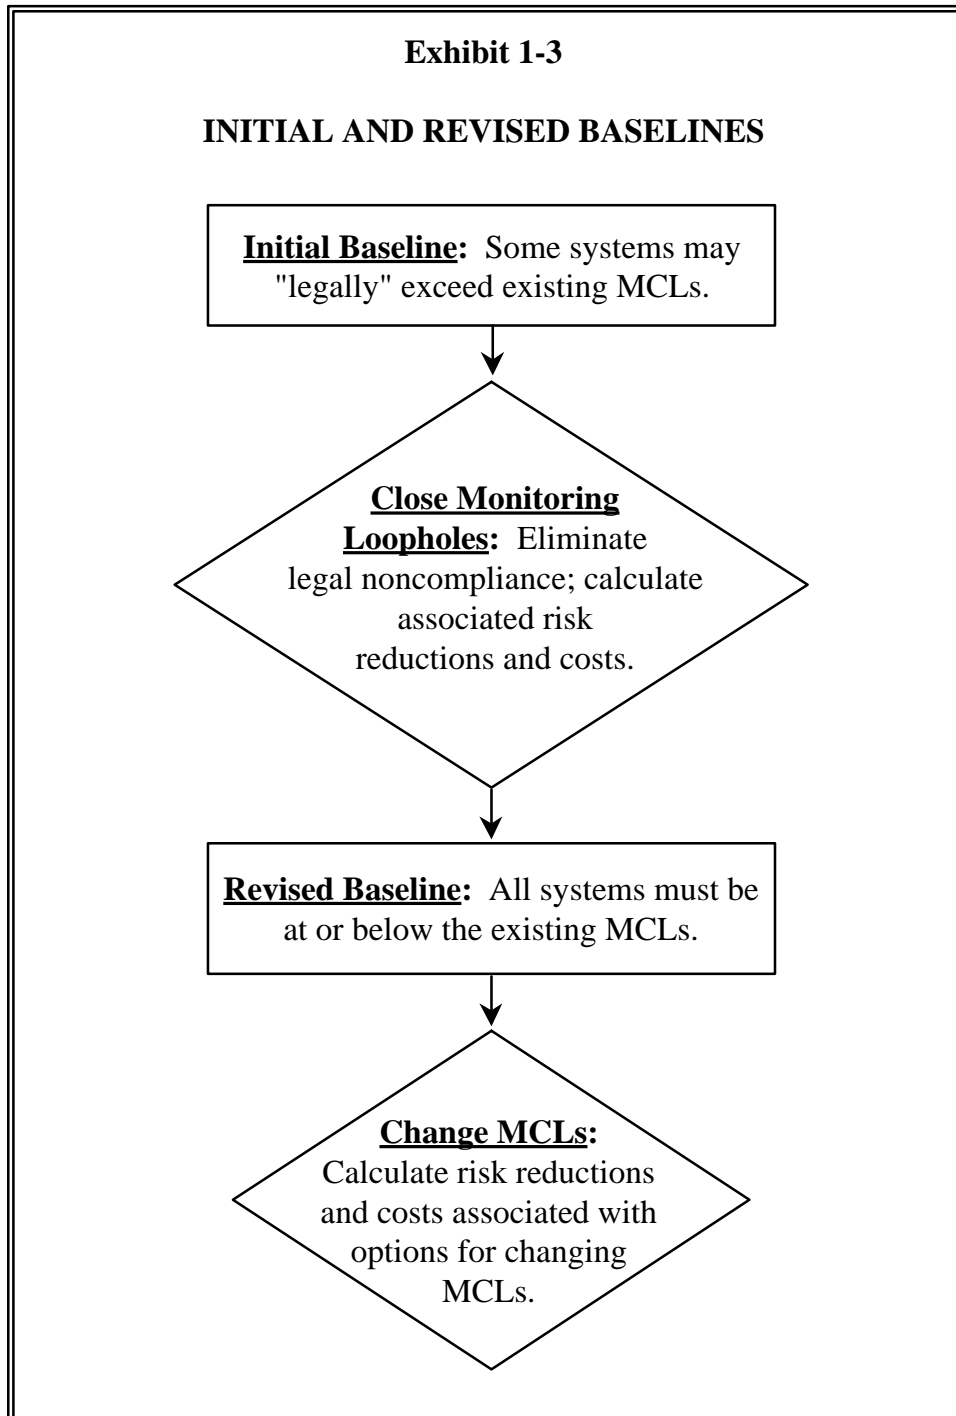 Exhibit 1-3
INITIAL AND REVISED BASELINES
Initial Baseline:  Some systems may
"legally" exceed existing MCLs.
Close Monitoring
Loopholes:  Eliminate
legal noncompliance; calculate
associated risk
reductions and costs.
Revised Baseline:  All systems must be
at or below the existing MCLs.
Change MCLs:
Calculate risk reductions
and costs associated with
options for changing
MCLs.